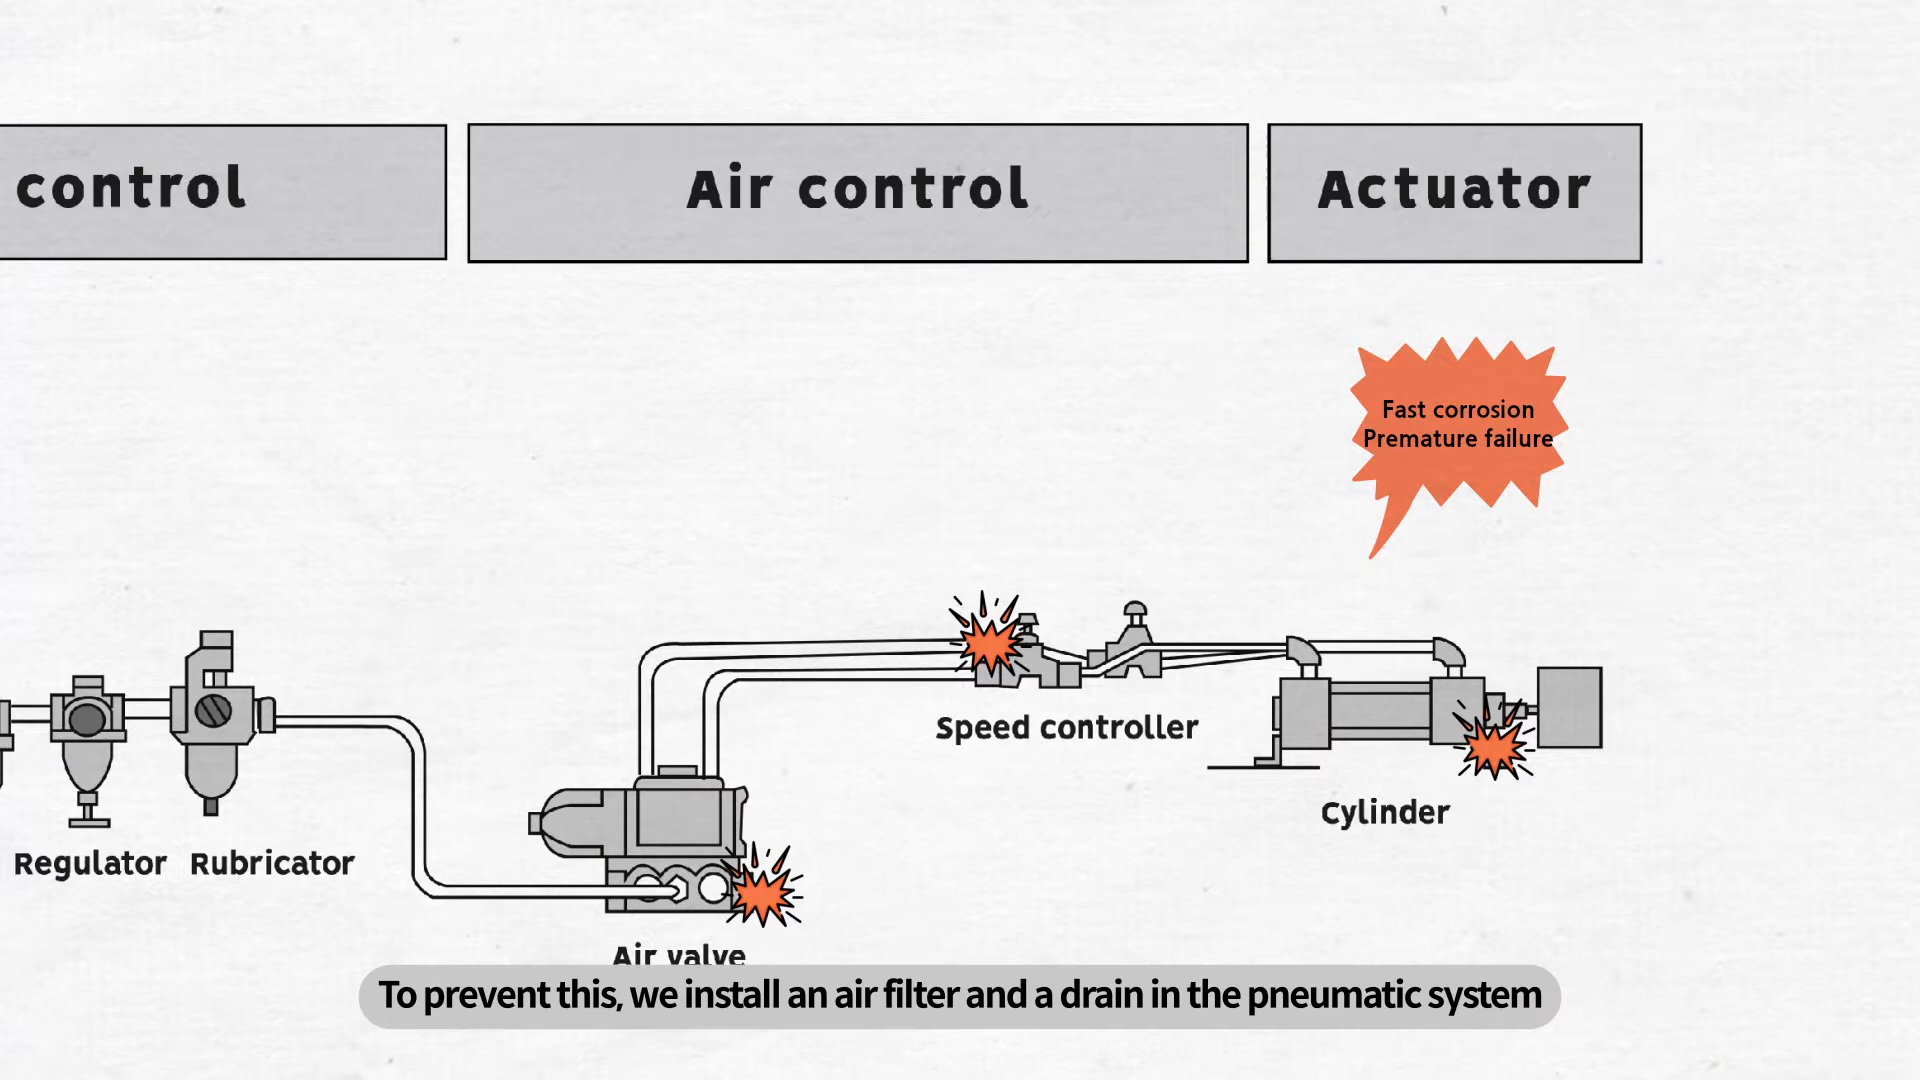 control
Air control
Actuator
Fast corrosion
Premature failure
Speed controller
Cylinder
Regulator
Rubricator
Air valve
To prevent this, we install an air filter and a drain in the pneumatic system